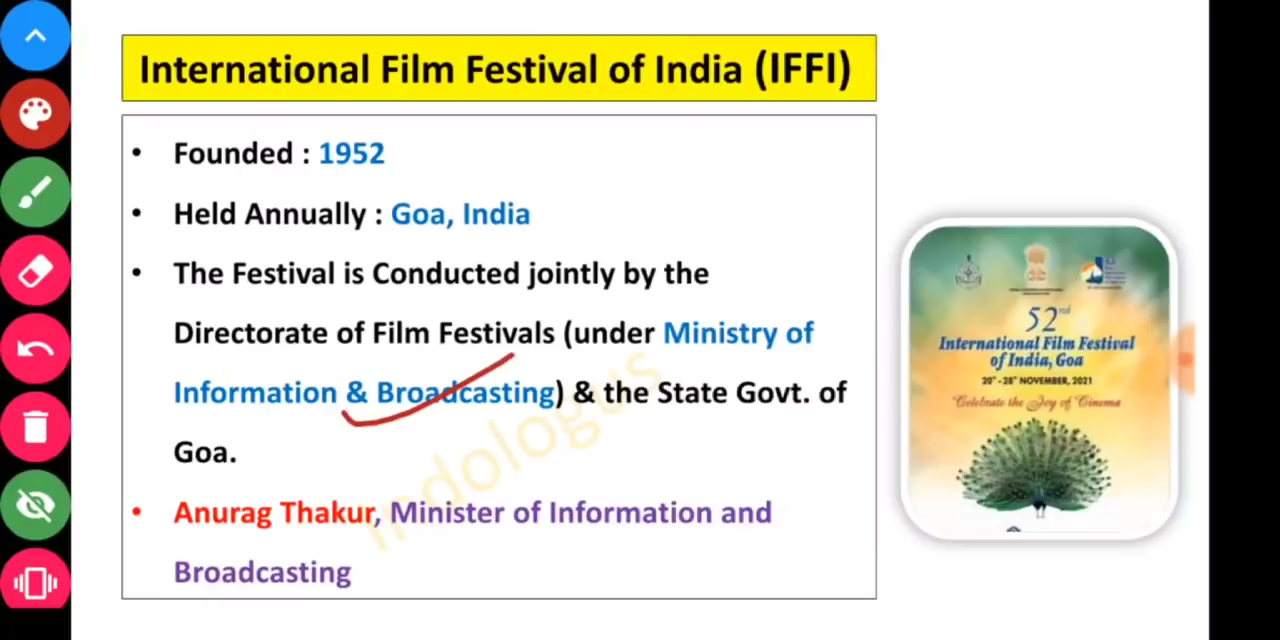 International Film Festival of India (IFFI)
• Founded : 1952
• Held Annually : Goa, India
• The Festival is Conducted jointly by the
Directorate of Film Festivals (under Ministry of
Information & Broadcasting) & the State Govt. of
Goa.
• Anurag Thakur, Minister of Information and
Broadcasting
indologus
52nd
International Film Festival
of India, Goa
20th-28th NOVEMBER, 2021
Celebrate the Joy of Cinema